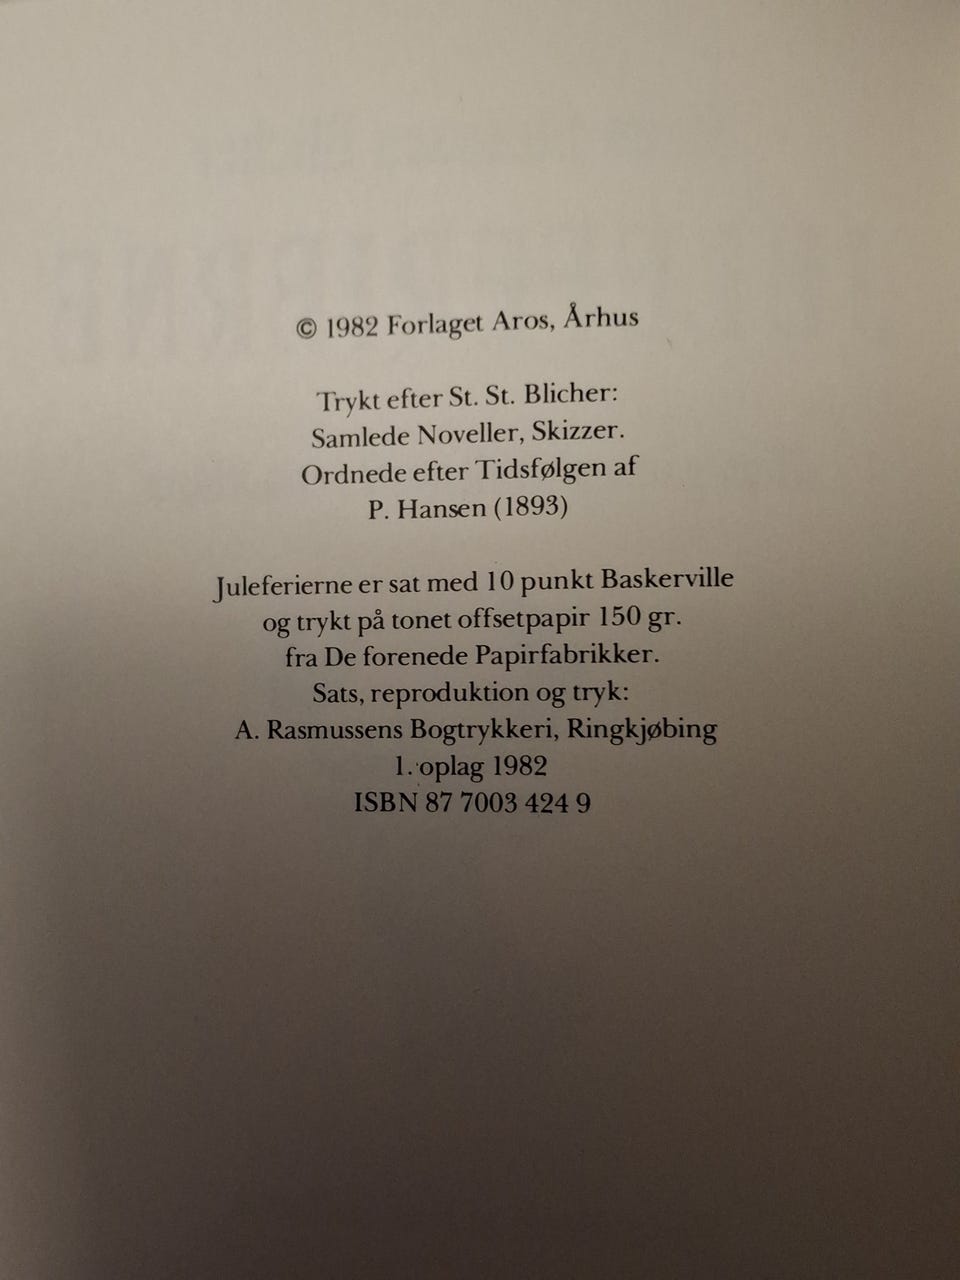 © 1982 Forlaget Aros, Århus
Trykt efter St. St. Blicher:
Samlede Noveller, Skizzer.
Ordnede efter Tidsfølgen af
P. Hansen (1893)
Juleferierne er sat med 10 punkt Baskerville
og trykt på tonet offsetpapir 150 gr.
fra De forenede Papirfabrikker.
Sats, reproduktion og tryk:
A. Rasmussens Bogtrykkeri, Ringkjøbing
1. oplag 1982
ISBN 87 7003 424 9